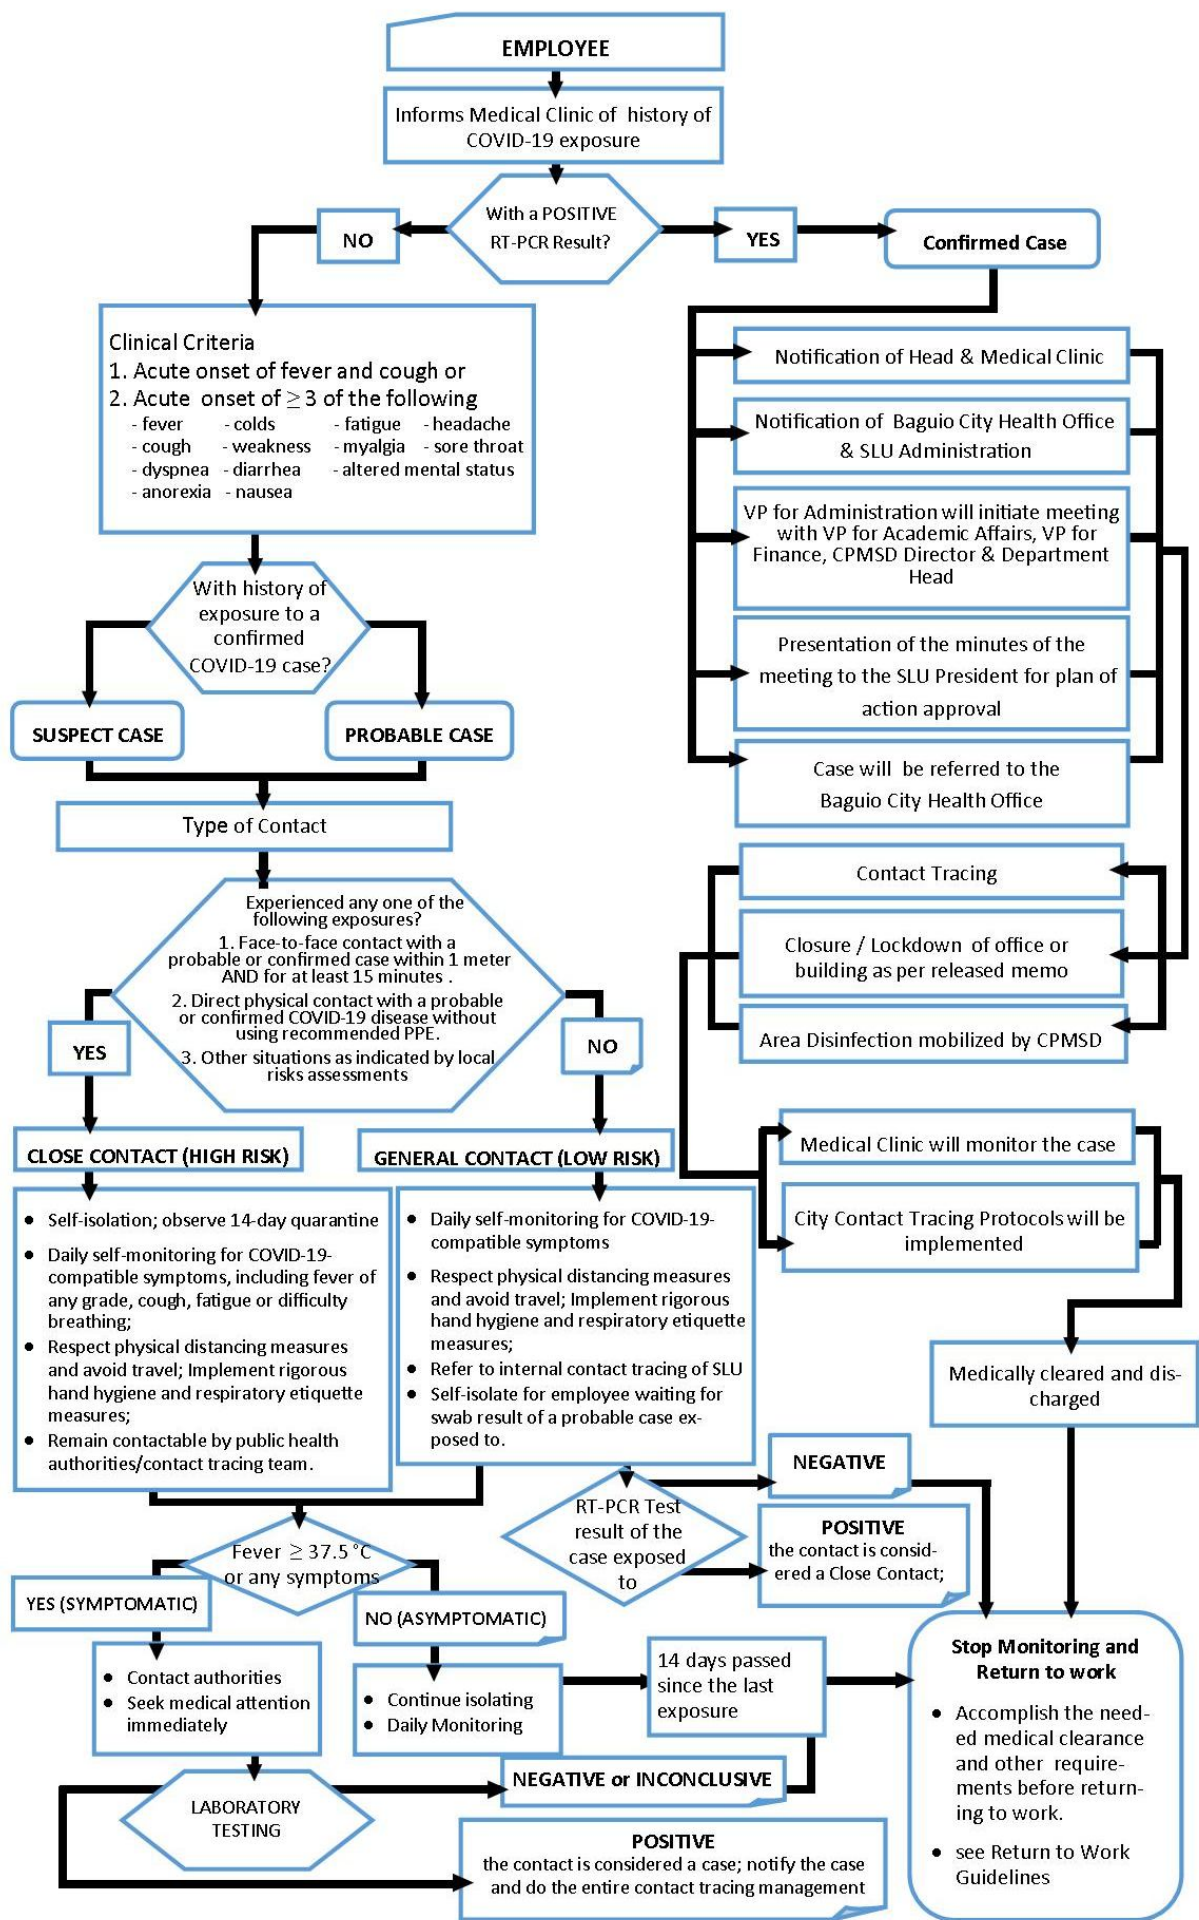 EMPLOYEE
Informs Medical Clinic of history of
COVID-19 exposure
With a POSITIVE
RT-PCR Result?
NO
YES
Confirmed Case
Clinical Criteria
1. Acute onset of fever and cough or
2. Acute onset of ≥ 3 of the following
- fever - colds - fatigue - headache
- cough - weakness - myalgia - sore throat
- dyspnea - diarrhea - altered mental status
- anorexia - nausea
With history of
exposure to a
confirmed
COVID-19 case?
SUSPECT CASE
PROBABLE CASE
Type of Contact
Experienced any one of the
following exposures?
1. Face-to-face contact with a
probable or confirmed case within 1 meter
AND for at least 15 minutes .
2. Direct physical contact with a probable
or confirmed COVID-19 disease without
using recommended PPE.
3. Other situations as indicated by local
risks assessments
YES
NO
CLOSE CONTACT (HIGH RISK)
GENERAL CONTACT (LOW RISK)
• Self-isolation; observe 14-day quarantine
• Daily self-monitoring for COVID-19-
compatible symptoms, including fever of
any grade, cough, fatigue or difficulty
breathing;
• Respect physical distancing measures
and avoid travel; Implement rigorous
hand hygiene and respiratory etiquette
measures;
• Remain contactable by public health
authorities/contact tracing team.
• Daily self-monitoring for COVID-19-
compatible symptoms
• Respect physical distancing measures
and avoid travel; Implement rigorous
hand hygiene and respiratory etiquette
measures;
• Refer to internal contact tracing of SLU
• Self-isolate for employee waiting for
swab result of a probable case ex-
posed to.
Notification of Head & Medical Clinic
Notification of Baguio City Health Office
& SLU Administration
VP for Administration will initiate meeting
with VP for Academic Affairs, VP for
Finance, CPMSD Director & Department
Head
Presentation of the minutes of the
meeting to the SLU President for plan of
action approval
Case will be referred to the
Baguio City Health Office
Contact Tracing
Closure / Lockdown of office or
building as per released memo
Area Disinfection mobilized by CPMSD
Medical Clinic will monitor the case
City Contact Tracing Protocols will be
implemented
Medically cleared and dis-
charged
RT-PCR Test
result of the
case exposed
to
NEGATIVE
POSITIVE
the contact is consid-
ered a Close Contact;
Fever ≥ 37.5°C
or any symptoms
YES (SYMPTOMATIC)
NO (ASYMPTOMATIC)
• Contact authorities
• Seek medical attention
immediately
• Continue isolating
• Daily Monitoring
14 days passed
since the last
exposure
LABORATORY
TESTING
NEGATIVE or INCONCLUSIVE
POSITIVE
the contact is considered a case; notify the case
and do the entire contact tracing management
Stop Monitoring and
Return to work
• Accomplish the need-
ed medical clearance
and other require-
ments before return-
ing to work.
• see Return to Work
Guidelines